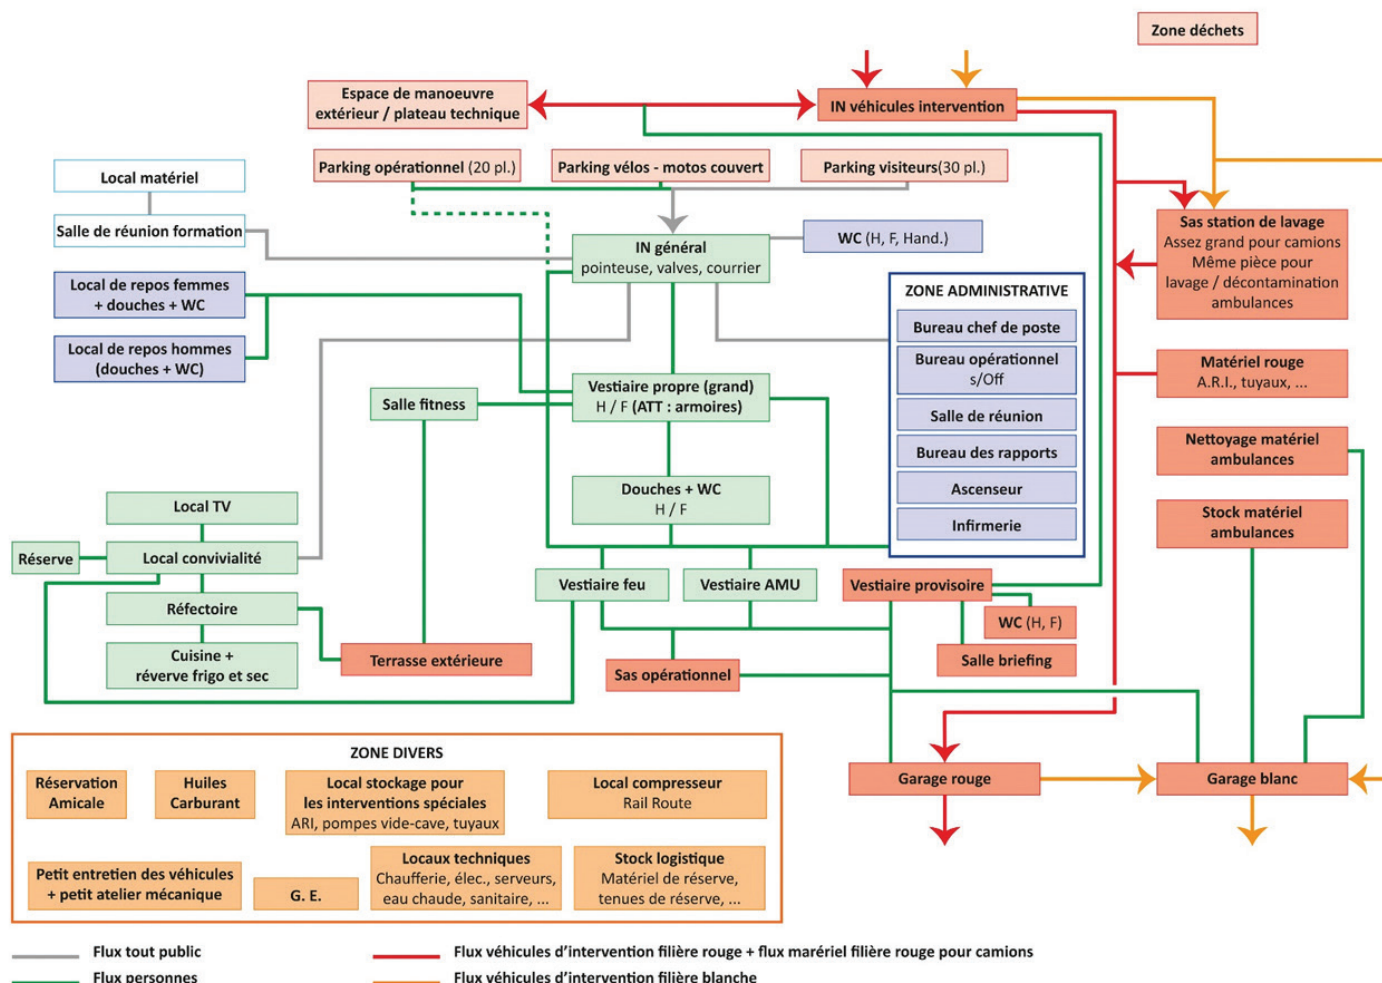 Zone déchets
Espace de manoeuvre
extérieur / plateau technique
IN véhicules intervention
Parking opérationnel (20 pl.)
Parking vélos - motos couvert
Parking visiteurs(30 pl.)
Local matériel
Salle de réunion formation
IN général
pointeuse, valves, courrier
WC (H, F, Hand.)
Sas station de lavage
Assez grand pour camions
Même pièce pour
lavage / décontamination
ambulances
Local de repos femmes
+ douches + WC
Local de repos hommes
(douches + WC)
ZONE ADMINISTRATIVE
Bureau chef de poste
Bureau opérationnel
s/Off
Salle de réunion
Bureau des rapports
Ascenseur
Infirmerie
Matériel rouge
A.R.I., tuyaux, ...
Salle fitness
Vestiaire propre (grand)
H / F (ATT : armoires)
Nettoyage matériel
ambulances
Douches + WC
H / F
Stock matériel
ambulances
Local TV
Réserve
Local convivialité
Réfectoire
Cuisine +
réverve frigo et sec
Vestiaire feu
Vestiaire AMU
Vestiaire provisoire
WC (H, F)
Salle briefing
Terrasse extérieure
Sas opérationnel
Garage rouge
Garage blanc
ZONE DIVERS
Réservation
Amicale
Huiles
Carburant
Local stockage pour
les interventions spéciales
ARI, pompes vide-cave, tuyaux
Local compresseur
Rail Route
Petit entretien des véhicules
+ petit atelier mécanique
G. E.
Locaux techniques
Chaufferie, élec., serveurs,
eau chaude, sanitaire, ...
Stock logistique
Matériel de réserve,
tenues de réserve, ...
Flux tout public
Flux véhicules d'intervention filière rouge + flux marériel filière rouge pour camions
Flux personnes
Flux véhicules d'intervention filière blanche